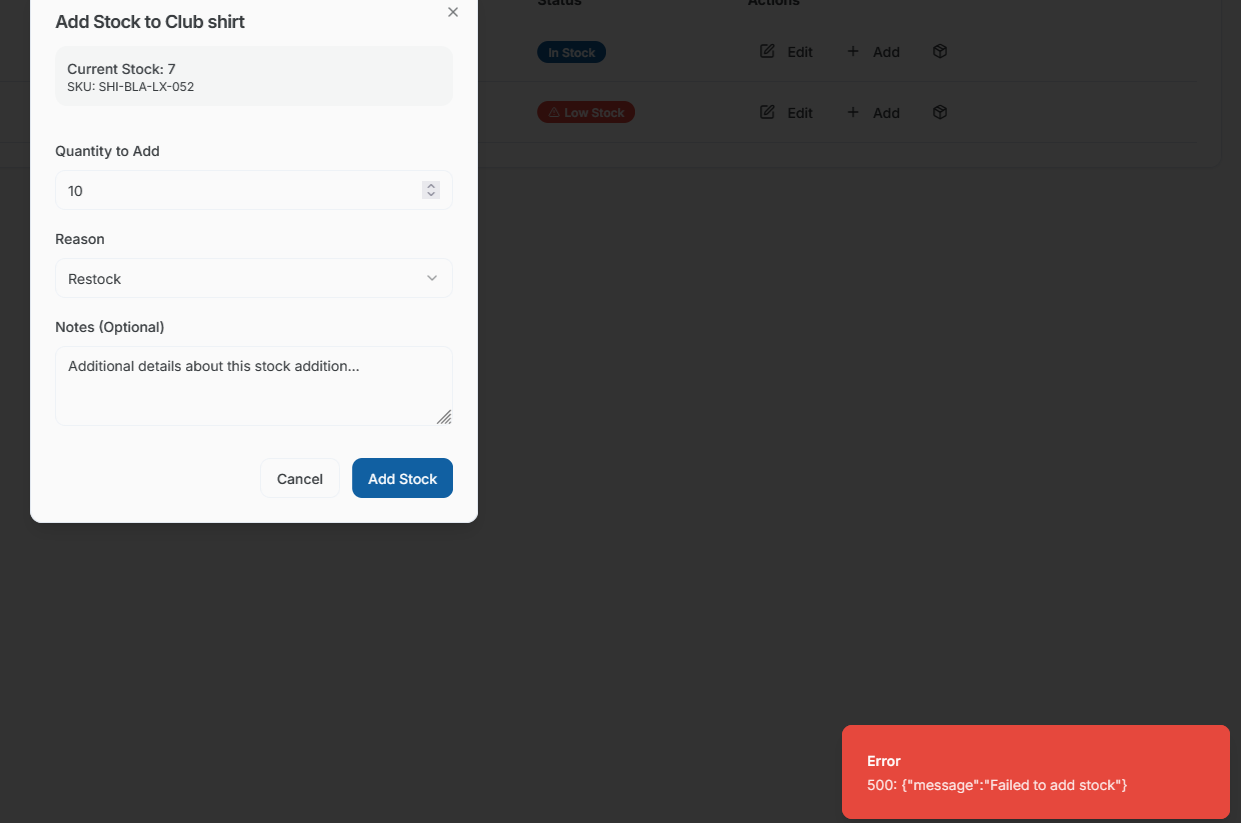 Status
Actions
Add Stock to Club shirt
Current Stock: 7
SKU: SHI-BLA-LX-052
In Stock
Edit
Add
Low Stock
Edit
Add
Quantity to Add
10
Reason
Restock
Notes (Optional)
Additional details about this stock addition...
Cancel
Add Stock
Error
500: {"message":"Failed to add stock"}